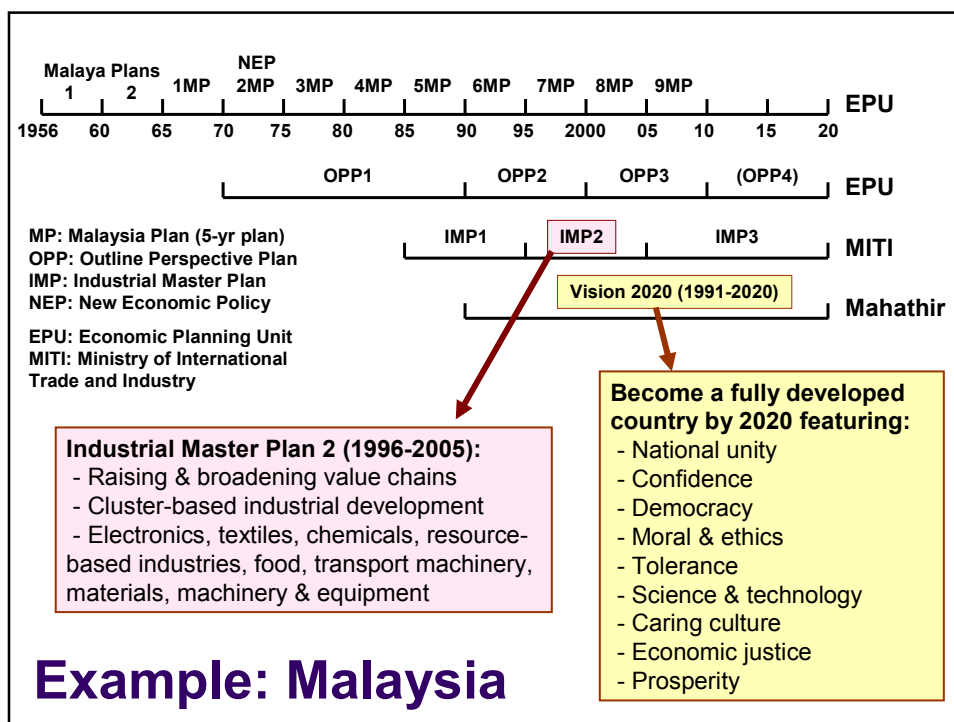 NEP
Malaya Plans
1 2 1MP 2MP 3MP 4MP 5MP 6MP 7MP 8MP 9MP
EPU
1956 60 65 70 75 80 85 90 95 2000 05 10 15 20
OPP1 OPP2 OPP3 (OPP4)
EPU
MP: Malaysia Plan (5-yr plan)
OPP: Outline Perspective Plan
IMP: Industrial Master Plan
NEP: New Economic Policy
IMP1 IMP2 IMP3
MITI
Vision 2020 (1991-2020)
Mahathir
EPU: Economic Planning Unit
MITI: Ministry of International
Trade and Industry
Industrial Master Plan 2 (1996-2005):
- Raising & broadening value chains
- Cluster-based industrial development
- Electronics, textiles, chemicals, resource-
based industries, food, transport machinery,
materials, machinery & equipment
Become a fully developed
country by 2020 featuring:
- National unity
- Confidence
- Democracy
- Moral & ethics
- Tolerance
- Science & technology
- Caring culture
- Economic justice
- Prosperity
Example: Malaysia